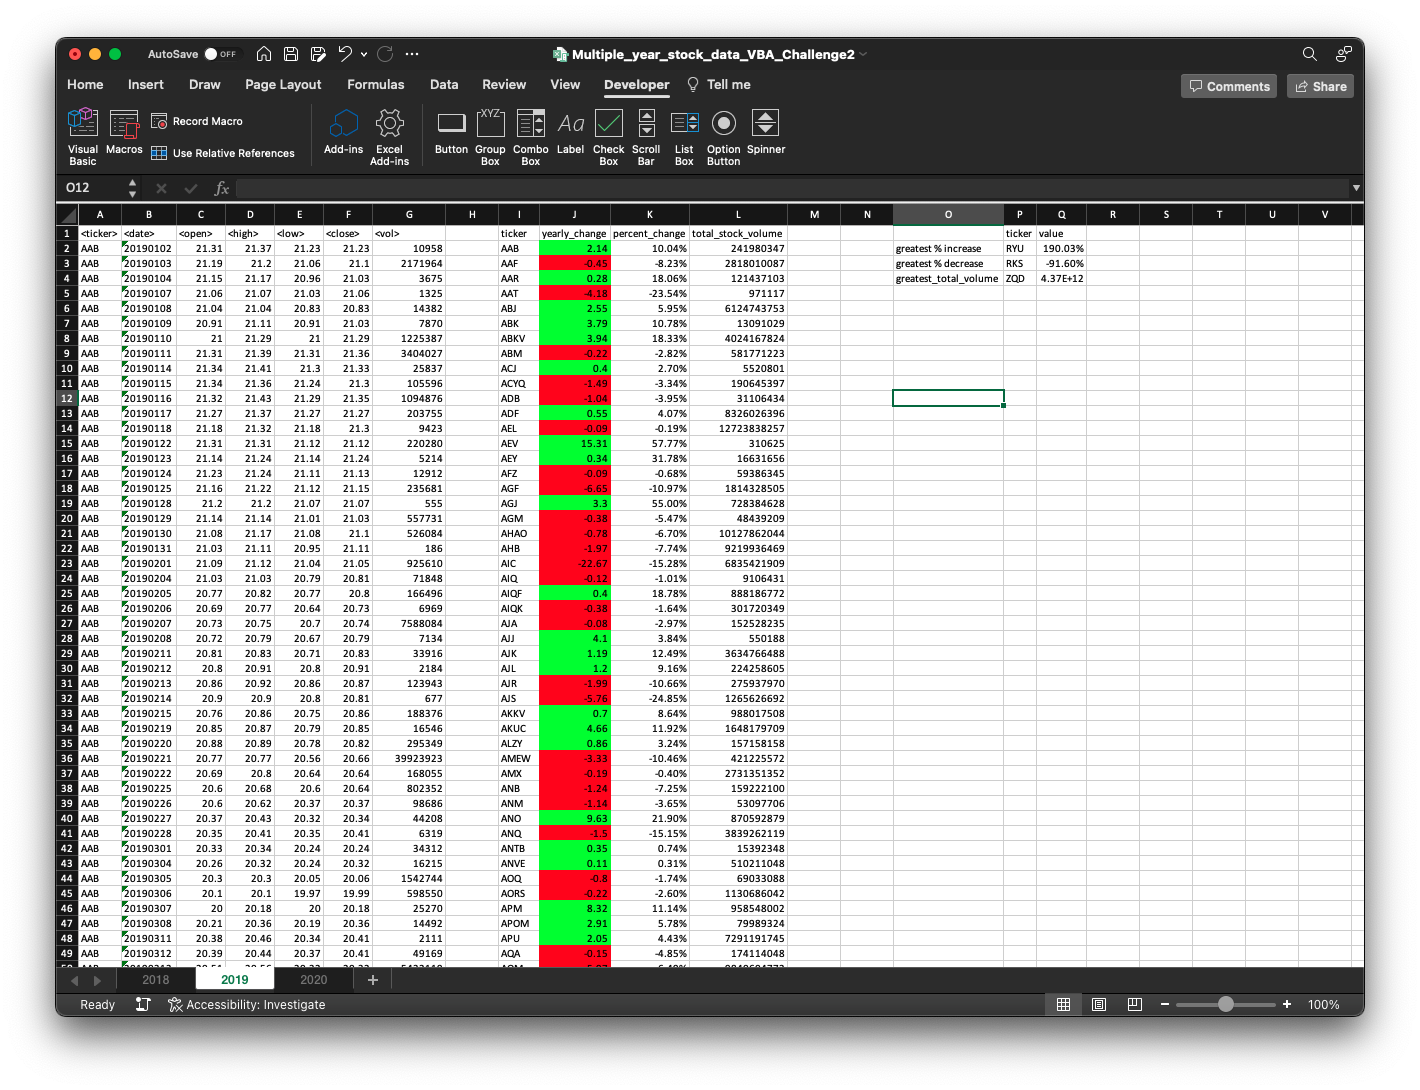 AutoSave OFF ... Multiple_year_stock_data_VBA_Challenge2
Home Insert Draw Page Layout Formulas Data Review View Developer Tell me Comments Share
Visual Basic Macros Record Macro Use Relative References Add-ins Excel Add-ins Button XYZ Group Box Combo Box Aa Label Check Box Scroll Bar List Box Option Button Spinner
O12 fx
A B C D E F G H I J K L M N O P Q R S T U V
1 <ticker> <date> <open> <high> <low> <close> <vol> ticker yearly_change percent_change total_stock_volume ticker value
2 AAB 20190102 21.31 21.37 21.23 21.23 10958 AAB 2.14 10.04% 241980347 greatest % increase RYU 190.03%
3 AAB 20190103 21.19 21.2 21.06 21.1 2171964 AAF -0.45 -8.23% 2818010087 greatest % decrease RKS -91.60%
4 AAB 20190104 21.15 21.17 20.96 21.03 3675 AAR 0.28 18.06% 121437103 greatest_total_volume ZQD 4.37E+12
5 AAB 20190107 21.06 21.07 21.03 21.06 1325 AAT -4.18 -23.54% 971117
6 AAB 20190108 21.04 21.04 20.83 20.83 14382 ABJ 2.55 5.95% 6124743753
7 AAB 20190109 20.91 21.11 20.91 21.03 7870 ABK 3.79 10.78% 13091029
8 AAB 20190110 21 21.29 21 21.29 1225387 ABKV 3.94 18.33% 4024167824
9 AAB 20190111 21.31 21.39 21.31 21.36 3404027 ABM -0.22 -2.82% 581771223
10 AAB 20190114 21.34 21.41 21.3 21.33 25837 ACJ 0.4 2.70% 5520801
11 AAB 20190115 21.34 21.36 21.24 21.3 105596 ACYQ -1.49 -3.34% 190645397
12 AAB 20190116 21.32 21.43 21.29 21.35 1094876 ADB -1.04 -3.95% 31106434
13 AAB 20190117 21.27 21.37 21.27 21.27 203755 ADF 0.55 4.07% 8326026396
14 AAB 20190118 21.18 21.32 21.18 21.3 9423 AEL -0.09 -0.19% 12723838257
15 AAB 20190122 21.31 21.31 21.12 21.12 220280 AEV 15.31 57.77% 310625
16 AAB 20190123 21.14 21.24 21.14 21.24 5214 AEY 0.34 31.78% 16631656
17 AAB 20190124 21.23 21.24 21.11 21.13 12912 AFZ -0.09 -0.68% 59386345
18 AAB 20190125 21.16 21.22 21.12 21.15 235681 AGF -6.65 -10.97% 1814328505
19 AAB 20190128 21.2 21.2 21.07 21.07 555 AGJ 3.3 55.00% 728384628
20 AAB 20190129 21.14 21.14 21.01 21.03 557731 AGM -0.38 -5.47% 48439209
21 AAB 20190130 21.08 21.17 21.08 21.1 526084 AHAO -0.78 -6.70% 10127862044
22 AAB 20190131 21.03 21.11 20.95 21.11 186 AHB -1.97 -7.74% 9219936469
23 AAB 20190201 21.09 21.12 21.04 21.05 925610 AIC -22.67 -15.28% 6835421909
24 AAB 20190204 21.03 21.03 20.79 20.81 71848 AIQ -0.12 -1.01% 9106431
25 AAB 20190205 20.77 20.82 20.77 20.8 166496 AIQF 0.4 18.78% 888186772
26 AAB 20190206 20.69 20.77 20.64 20.73 6969 AIQK -0.38 -1.64% 301720349
27 AAB 20190207 20.73 20.75 20.7 20.74 7588084 AJA -0.08 -2.97% 152528235
28 AAB 20190208 20.72 20.79 20.67 20.79 7134 AJJ 4.1 3.84% 550188
29 AAB 20190211 20.81 20.83 20.71 20.83 33916 AJK 1.19 12.49% 3634766488
30 AAB 20190212 20.8 20.91 20.8 20.91 2184 AJL 1.2 9.16% 224258605
31 AAB 20190213 20.86 20.92 20.86 20.87 123943 AJR -1.99 -10.66% 275937970
32 AAB 20190214 20.9 20.9 20.8 20.81 677 AJS -5.76 -24.85% 1265626692
33 AAB 20190215 20.76 20.86 20.75 20.86 188376 AKKV 0.7 8.64% 988017508
34 AAB 20190219 20.85 20.87 20.79 20.85 16546 AKUC 4.66 11.92% 1648179709
35 AAB 20190220 20.88 20.89 20.78 20.82 295349 ALZY 0.86 3.24% 157158158
36 AAB 20190221 20.77 20.77 20.56 20.66 39923923 AMEW -3.33 -10.46% 421225572
37 AAB 20190222 20.69 20.8 20.64 20.64 168055 AMX -0.19 -0.40% 2731351352
38 AAB 20190225 20.6 20.68 20.6 20.64 802352 ANB -1.24 -7.25% 159222100
39 AAB 20190226 20.6 20.62 20.37 20.37 98686 ANM -1.14 -3.65% 53097706
40 AAB 20190227 20.37 20.43 20.32 20.34 44208 ANO 9.63 21.90% 870592879
41 AAB 20190228 20.35 20.41 20.35 20.41 6319 ANQ -1.5 -15.15% 3839262119
42 AAB 20190301 20.33 20.34 20.24 20.24 34312 ANTB 0.35 0.74% 15392348
43 AAB 20190304 20.26 20.32 20.24 20.32 16215 ANVE 0.11 0.31% 510211048
44 AAB 20190305 20.3 20.3 20.05 20.06 1542744 AOQ -0.8 -1.74% 69033088
45 AAB 20190306 20.1 20.1 19.97 19.99 598550 AORS -0.22 -2.60% 1130686042
46 AAB 20190307 20 20.18 20 20.18 25270 APM 8.32 11.14% 958548002
47 AAB 20190308 20.21 20.36 20.19 20.36 14492 APOM 2.91 5.78% 79989324
48 AAB 20190311 20.38 20.46 20.34 20.41 2111 APU 2.05 4.43% 7291191745
49 AAB 20190312 20.39 20.44 20.37 20.41 49169 AQA -0.15 -4.85% 174114048
2018 2019 2020 +
Ready Accessibility: Investigate 100%